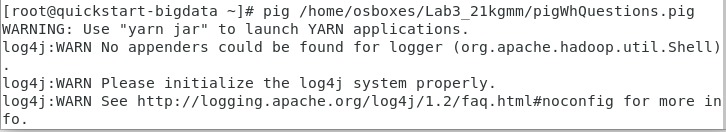 [root@quickstart-bigdata ~]# pig /home/osboxes/Lab3_21kgmm/pigWhQuestions.pig
WARNING: Use "yarn jar" to launch YARN applications.
log4j:WARN No appenders could be found for logger (org.apache.hadoop.util.Shell)
.
log4j:WARN Please initialize the log4j system properly.
log4j:WARN See http://logging.apache.org/log4j/1.2/faq.html#noconfig for more in
fo.